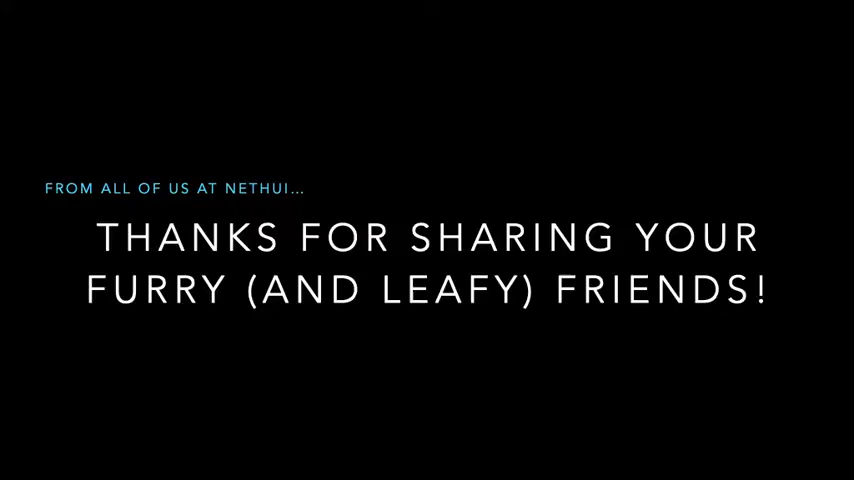 FROM ALL OF US AT NETHUI...
THANKS FOR SHARING YOUR
FURRY (AND LEAFY) FRIENDS!